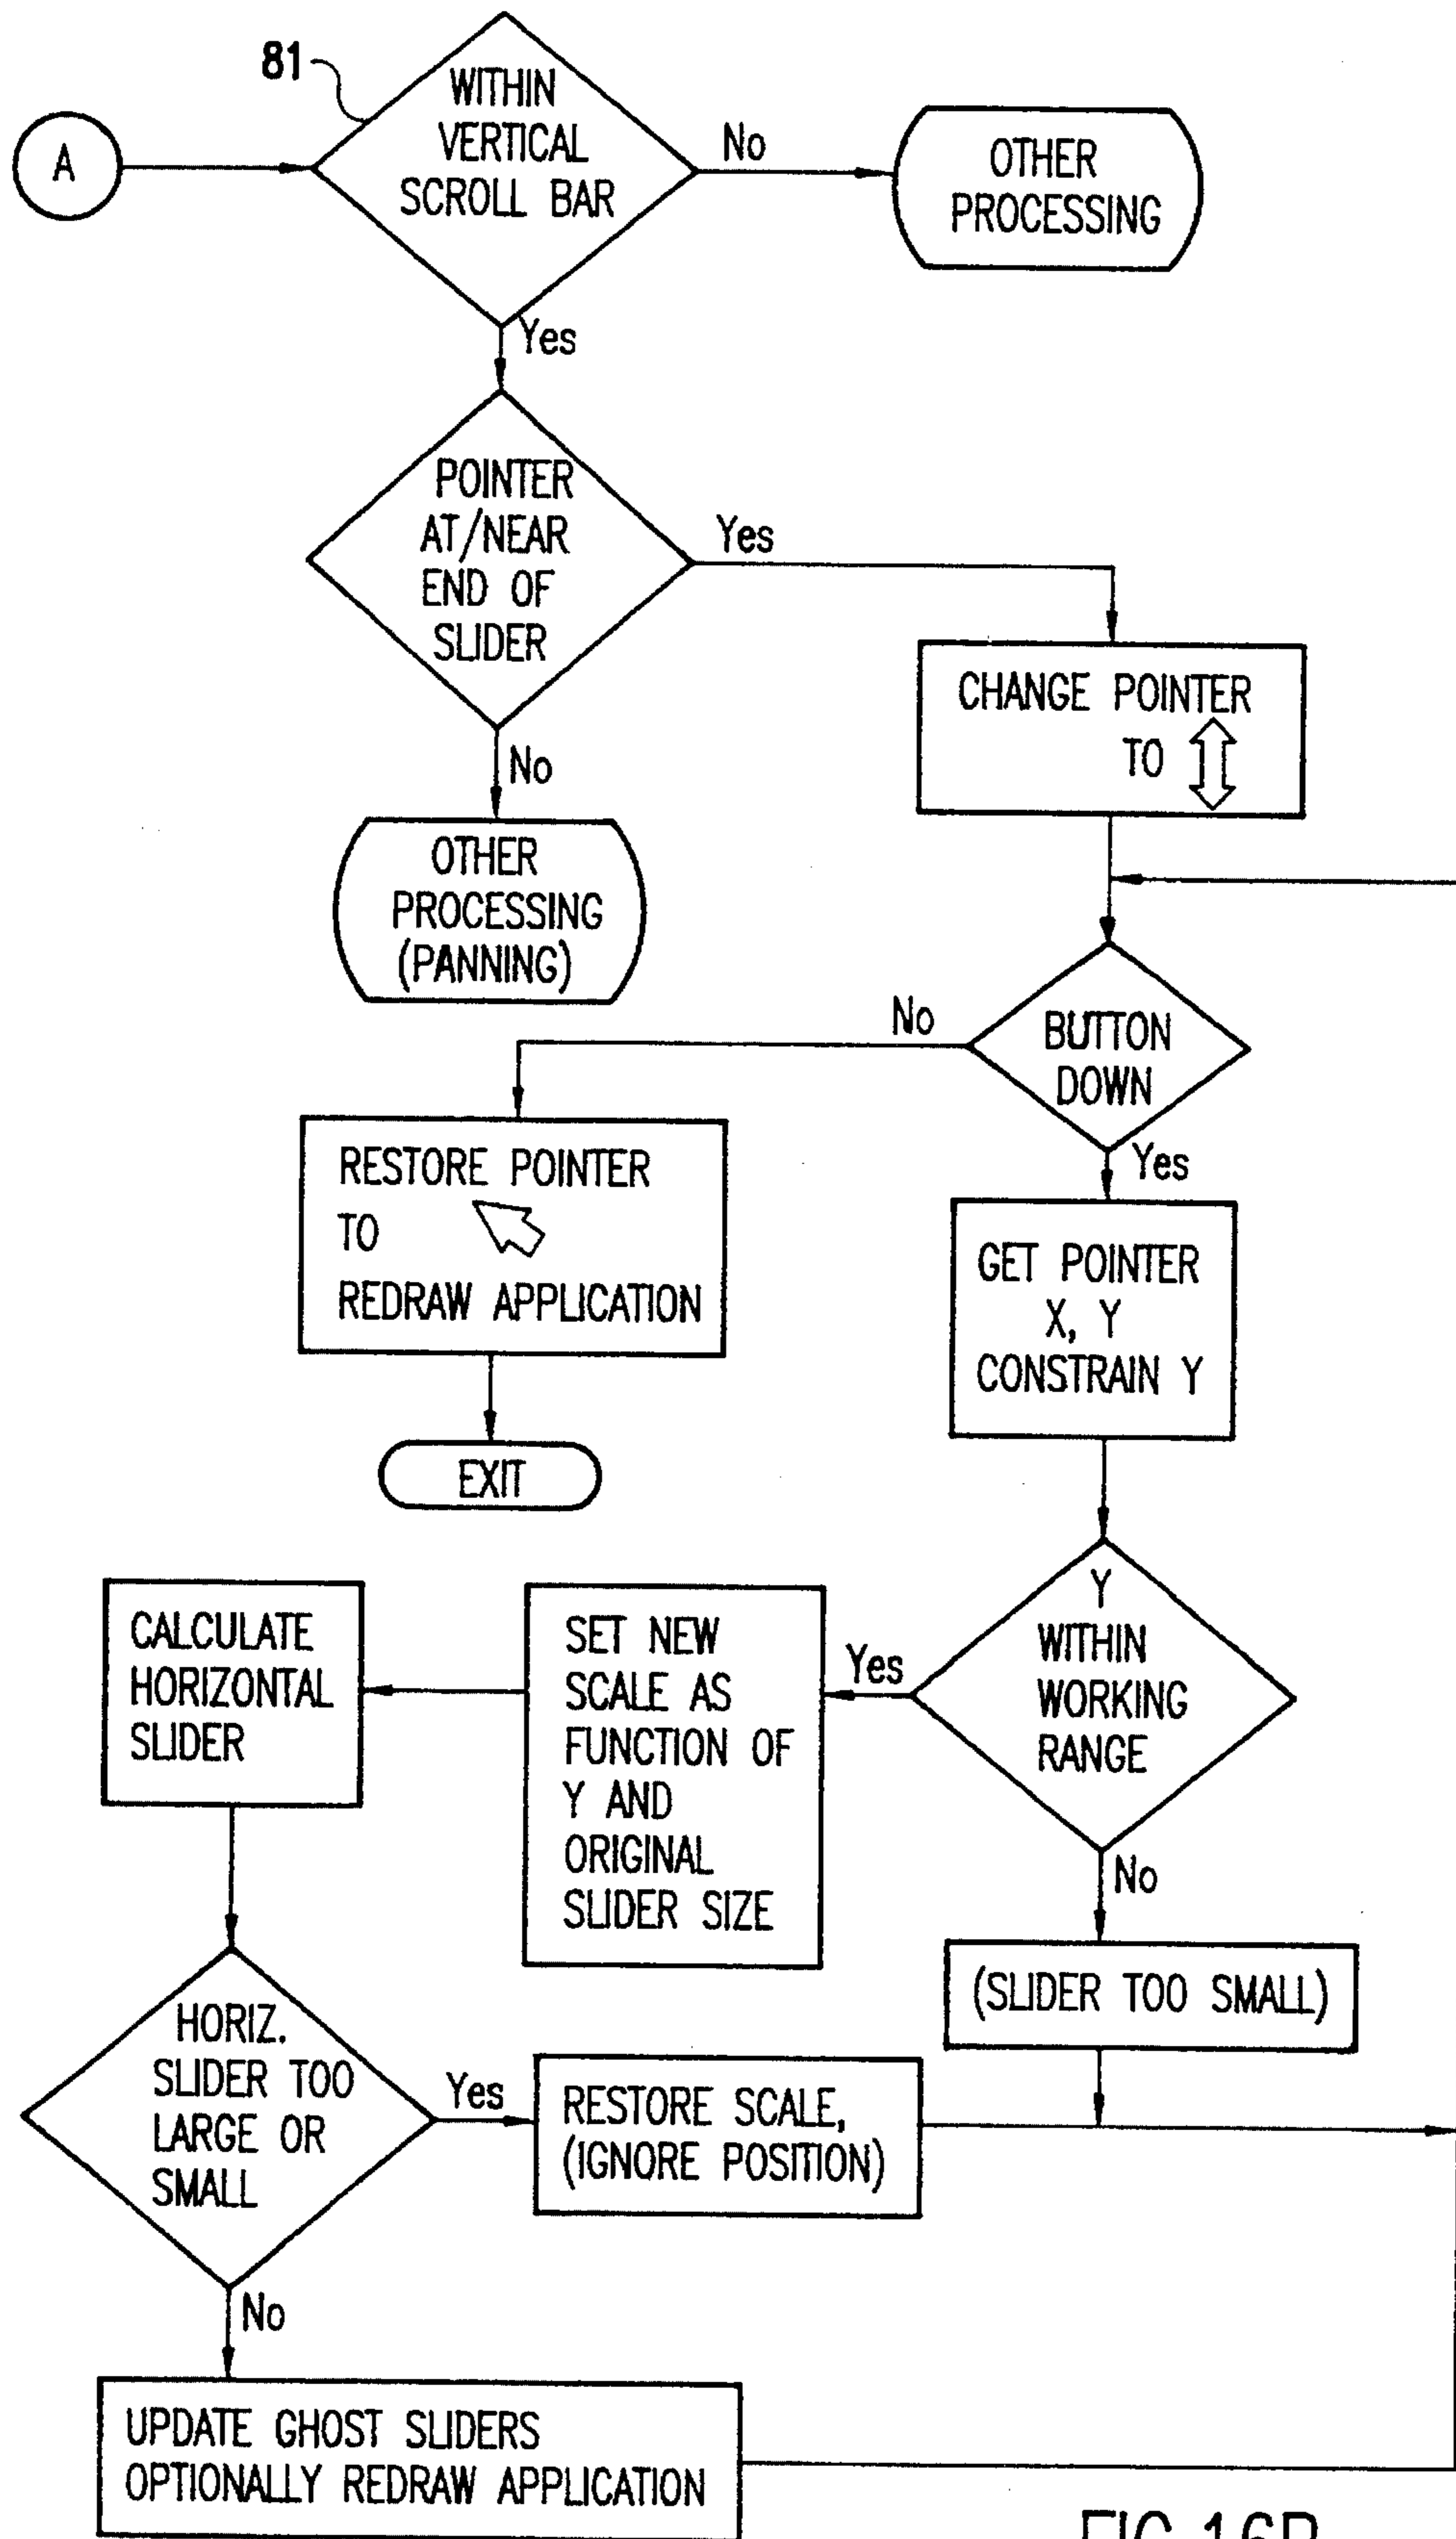 81
A
WITHIN
VERTICAL
SCROLL BAR
No
OTHER
PROCESSING
Yes
POINTER
AT/NEAR
END OF
SLIDER
Yes
CHANGE POINTER
TO
No
OTHER
PROCESSING
(PANNING)
No
BUTTON
DOWN
Yes
RESTORE POINTER
TO
REDRAW APPLICATION
EXIT
GET POINTER
X, Y
CONSTRAIN Y
Y
WITHIN
WORKING
RANGE
Yes
No
SET NEW
SCALE AS
FUNCTION OF
Y AND
ORIGINAL
SLIDER SIZE
CALCULATE
HORIZONTAL
SLIDER
(SLIDER TOO SMALL)
HORIZ.
SLIDER TOO
LARGE OR
SMALL
Yes
RESTORE SCALE,
(IGNORE POSITION)
No
UPDATE GHOST SLIDERS
OPTIONALLY REDRAW APPLICATION
FIG.16B